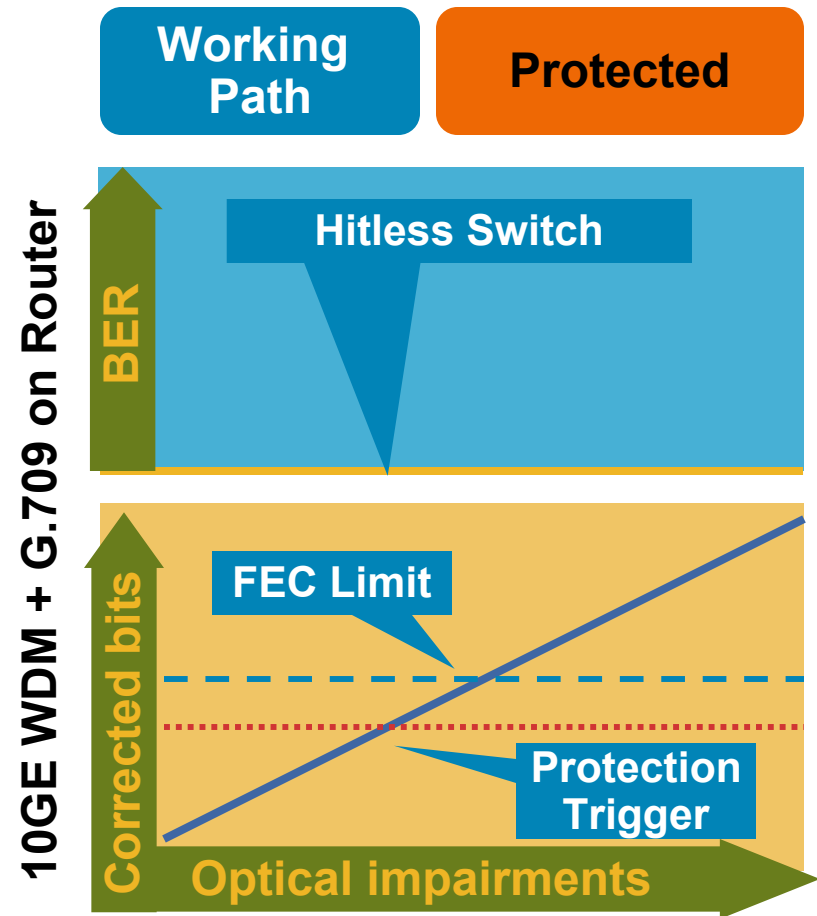 Working
Path
Protected
10GE WDM + G.709 on Router
BER
Hitless Switch
Corrected bits
FEC Limit
Protection
Trigger
Optical impairments